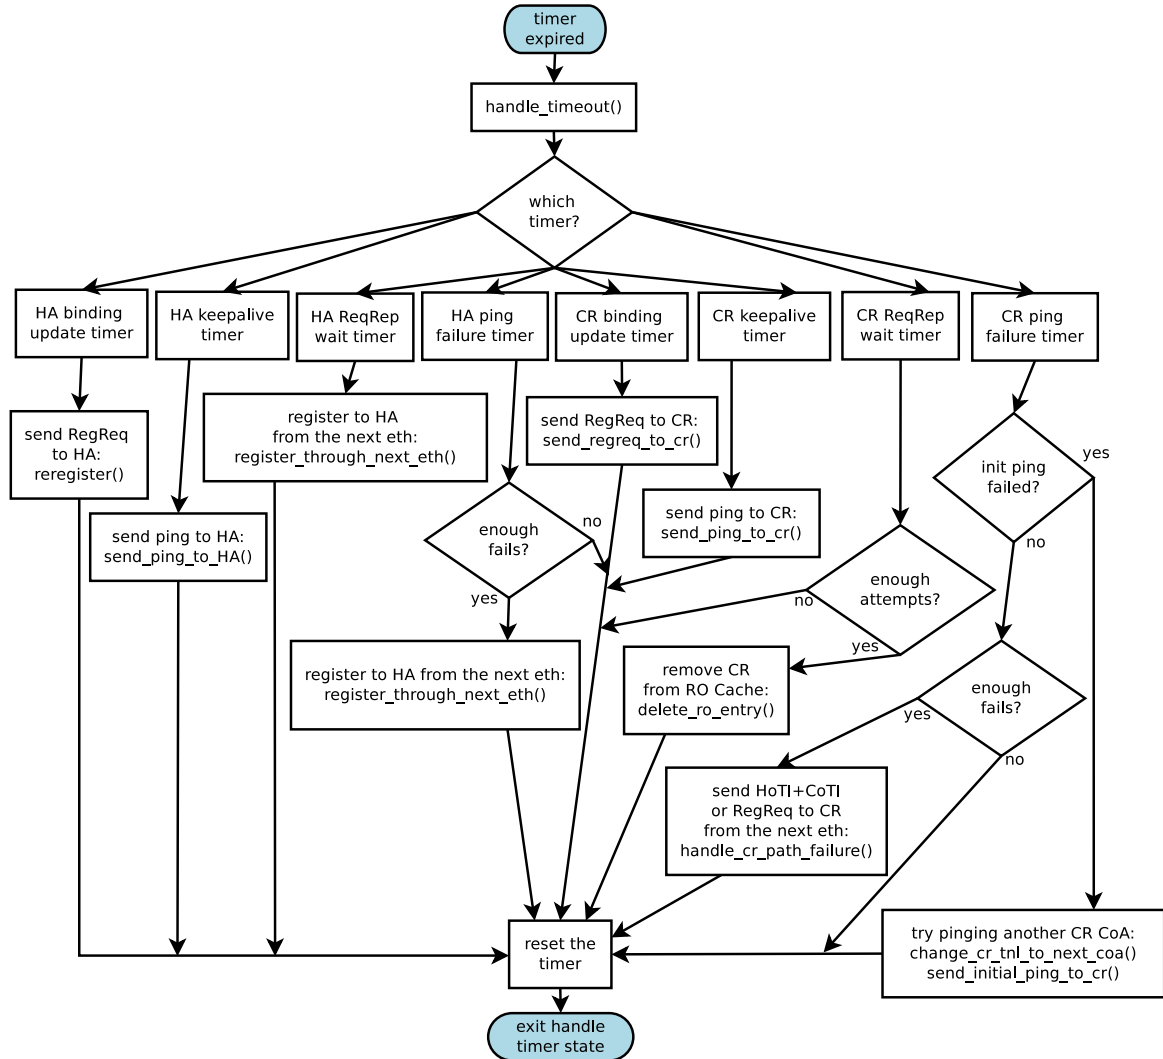 timer
expired
handle_timeout()
which
timer?
HA binding
update timer
HA keepalive
timer
HA ReqRep
wait timer
HA ping
failure timer
CR binding
update timer
CR keepalive
timer
CR ReqRep
wait timer
CR ping
failure timer
send RegReq
to HA:
reregister()
register to HA
from the next eth:
register_through_next_eth()
send RegReq to CR:
send_regreq_to_cr()
init ping
failed?
yes
no
send ping to HA:
send_ping_to_HA()
enough
fails?
no
yes
send ping to CR:
send_ping_to_cr()
enough
attempts?
no
yes
register to HA from the next eth:
register_through_next_eth()
remove CR
from RO Cache:
delete_ro_entry()
enough
fails?
yes
no
send HoTI+CoTI
or RegReq to CR
from the next eth:
handle_cr_path_failure()
try pinging another CR CoA:
change_cr_tnl_to_next_coa()
send_initial_ping_to_cr()
reset the
timer
exit handle
timer state